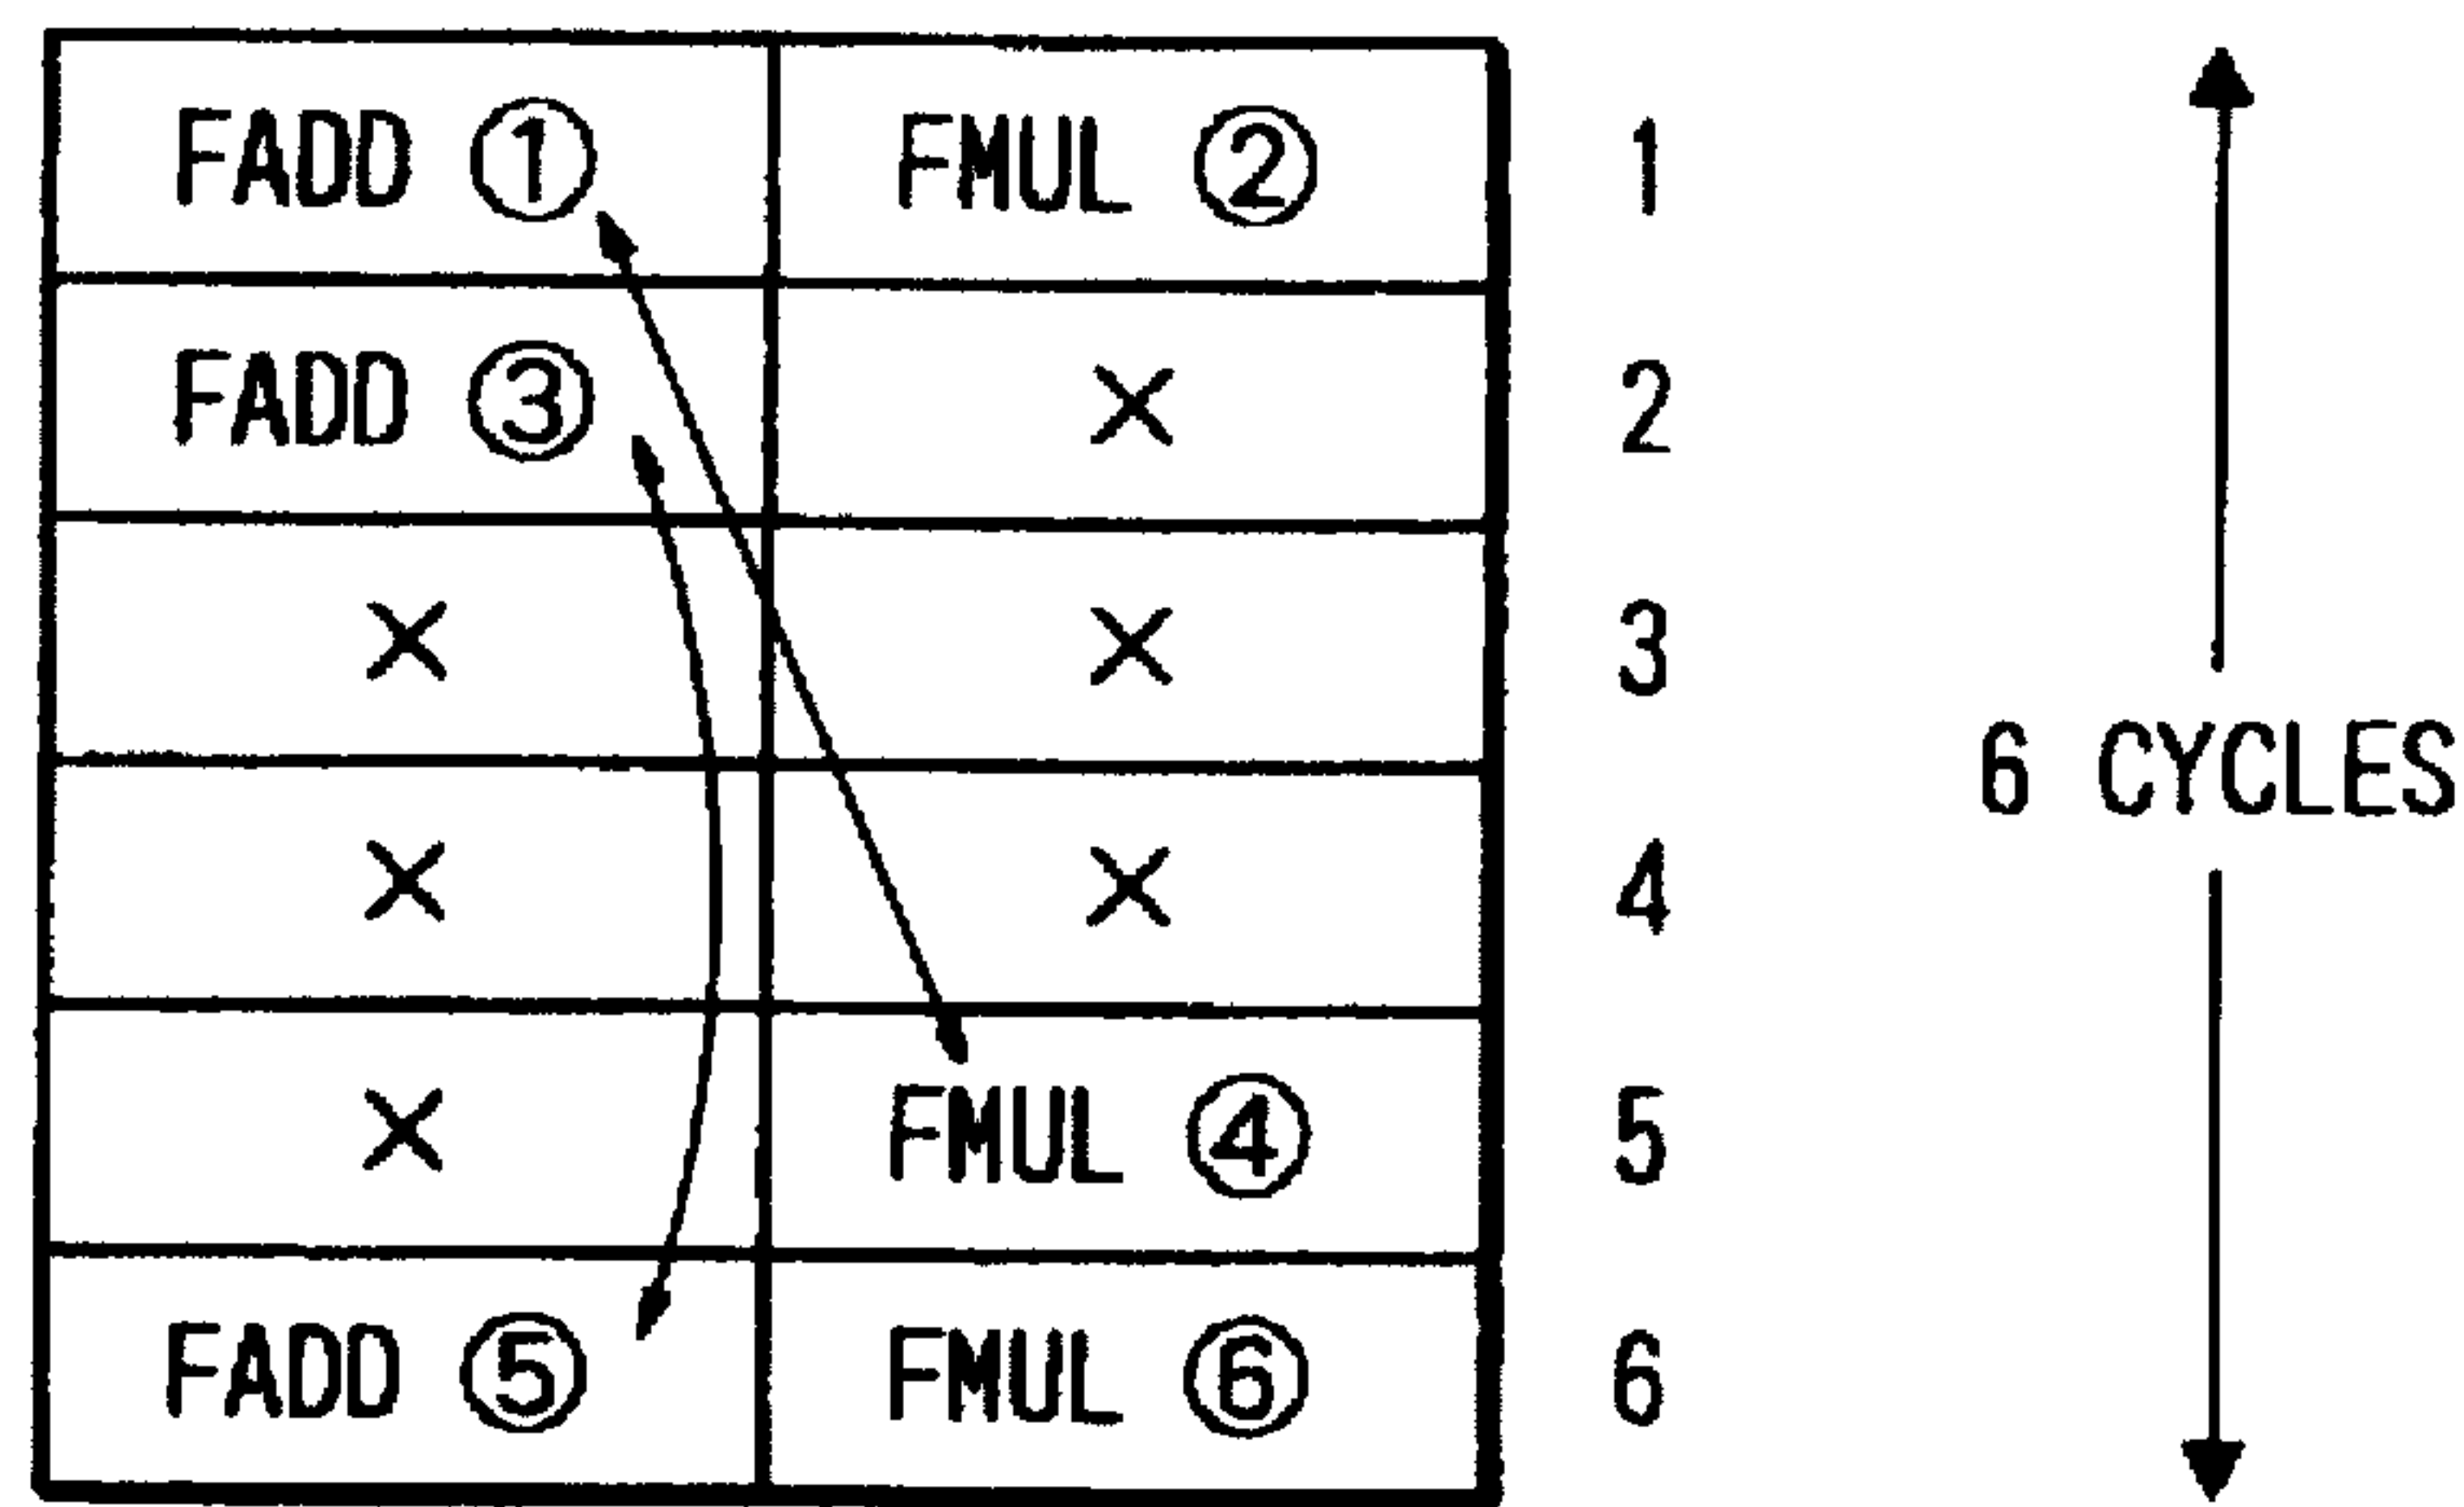 FADD ① FMUL ② 1
FADD ③ × 2
× × 3
6 CYCLES
× × 4
× FMUL ④ 5
FADD ⑤ FMUL ⑥ 6